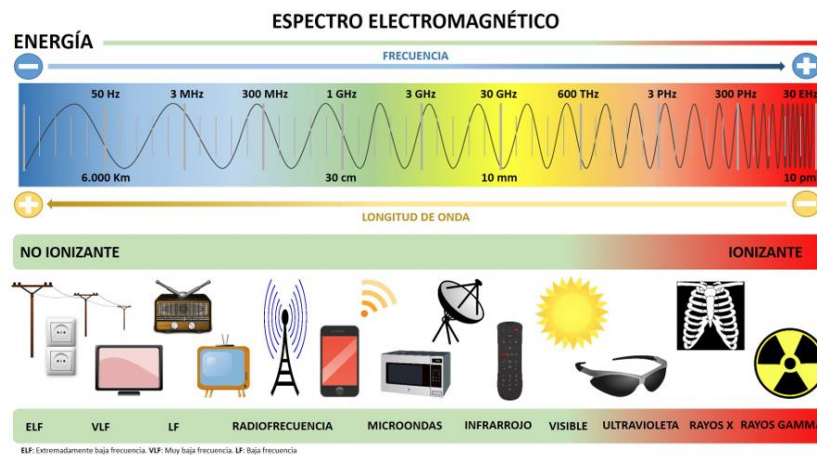 ESPECTRO ELECTROMAGNÉTICO
ENERGÍA
FRECUENCIA
50 Hz 3 MHz 300 MHz 1 GHz 3 GHz 30 GHz 600 THz 3 PHz 300 PHz 30 EHz
6.000 Km 30 cm 10 mm 10 pm
LONGITUD DE ONDA
NO IONIZANTE IONIZANTE
ELF VLF LF RADIOFRECUENCIA MICROONDAS INFRARROJO VISIBLE ULTRAVIOLETA RAYOS X RAYOS GAMMA
ELF: Extremadamente baja frecuencia. VLF: Muy baja frecuencia. LF: Baja frecuencia